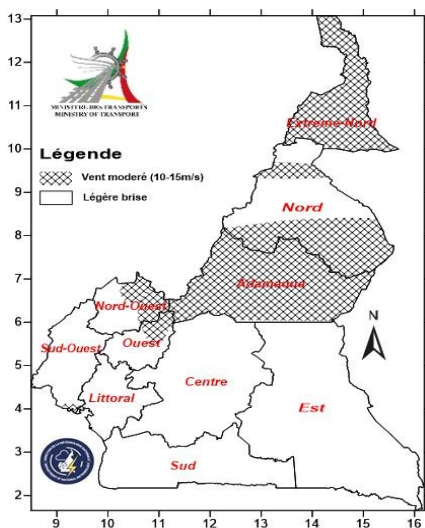 13
12
11
10
9
8
7
6
5
4
3
2
MINISTERE DES TRANSPORTS
MINISTRY OF TRANSPORT
Légende
Vent moderé (10-15m/s)
Légère brise
Extreme-Nord
Nord
Adamaoua
Nord-Ouest
Sud-Ouest
Ouest
Littoral
Centre
Est
Sud
N
9 10 11 12 13 14 15 16